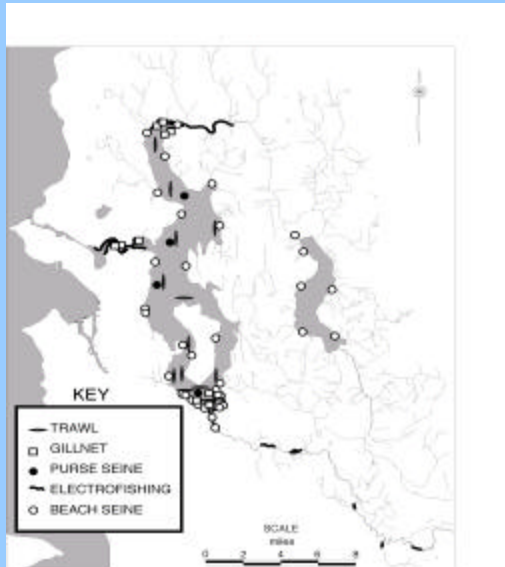 KEY
TRAWL
GILLNET
PURSE SEINE
ELECTROFISHING
BEACH SEINE
SCALE
miles
0 2 4 6 8